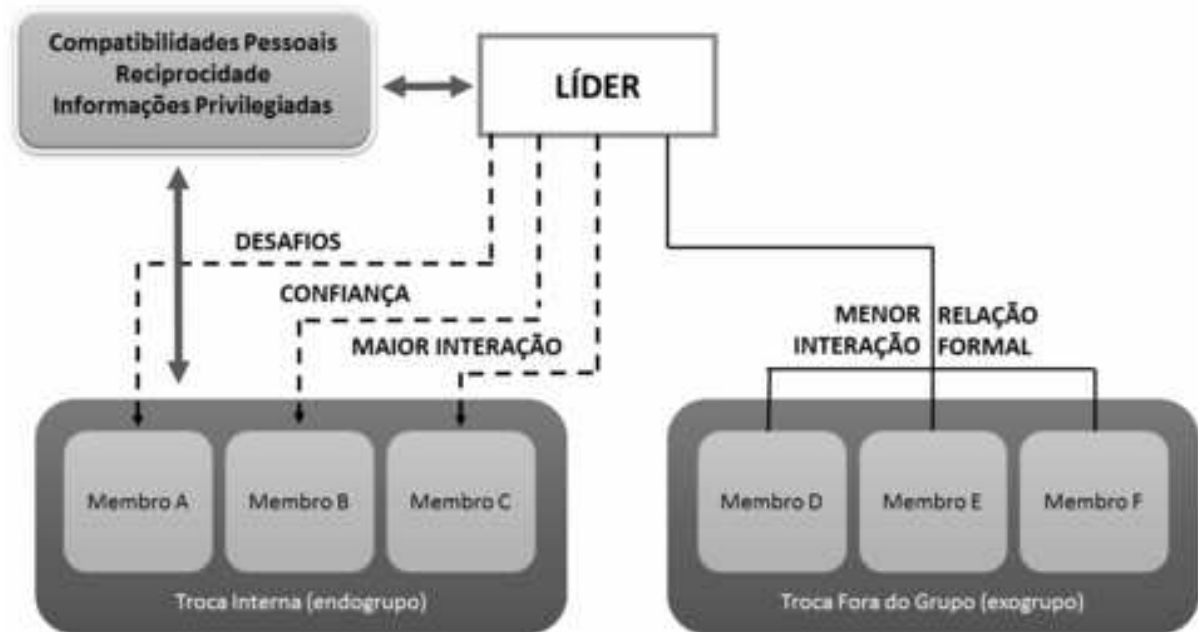 Compatibilidades Pessoais
Reciprocidade
Informações Privilegiadas
LÍDER
DESAFIOS
CONFIANÇA
MAIOR INTERAÇÃO
MENOR
INTERAÇÃO
RELAÇÃO
FORMAL
Membro A
Membro B
Membro C
Troca Interna (endogrupo)
Membro D
Membro E
Membro F
Troca Fora do Grupo (exogrupo)